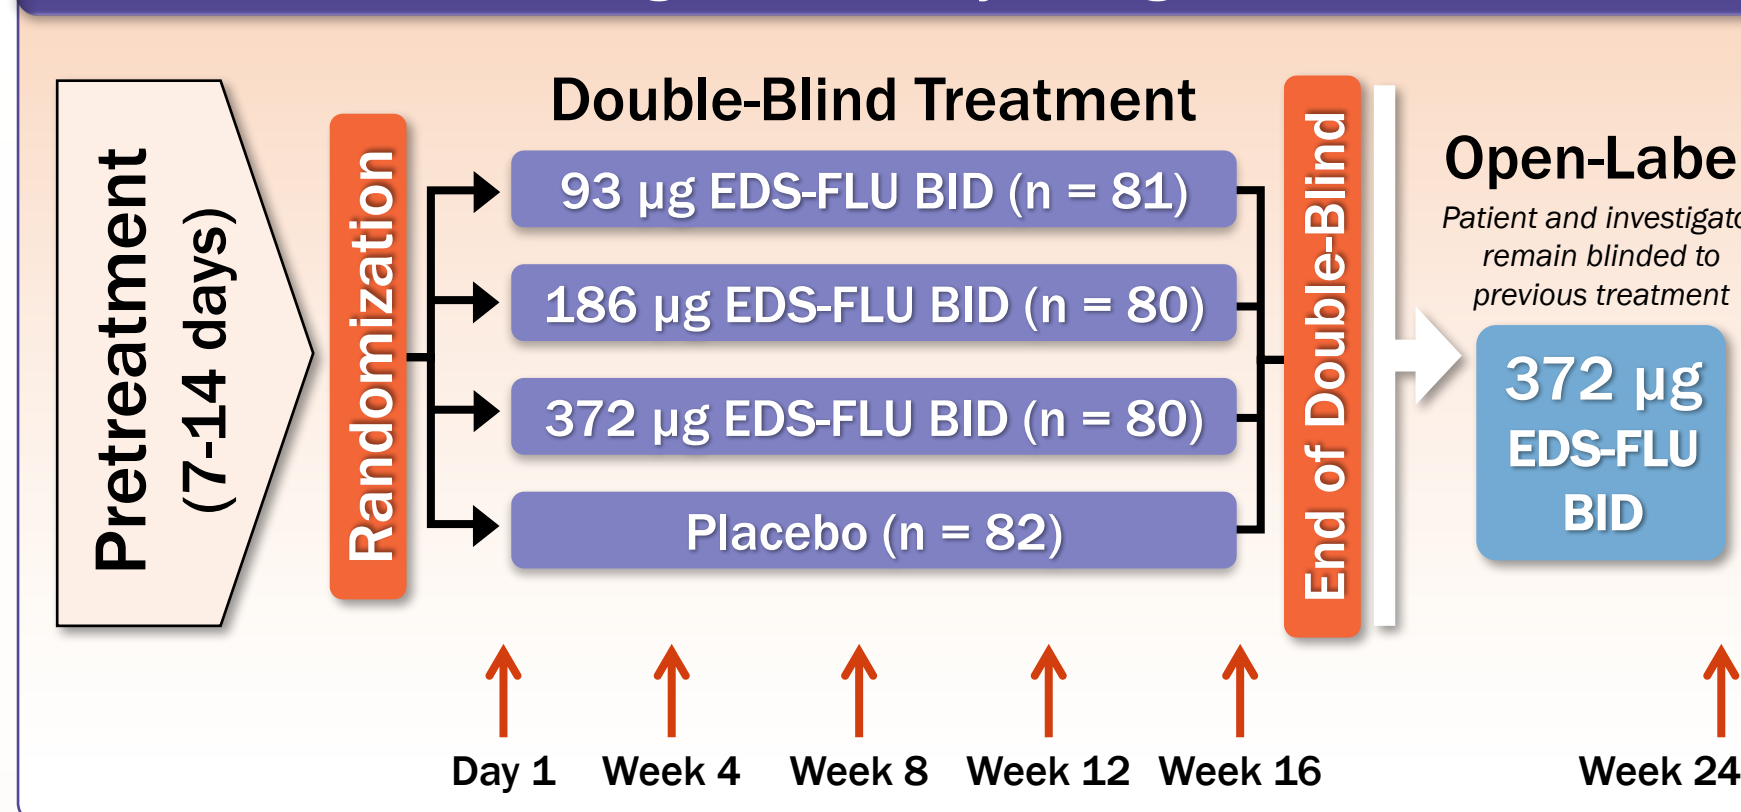 Pretreatment
(7-14 days)
Randomization
Double-Blind Treatment
93 µg EDS-FLU BID (n = 81)
186 µg EDS-FLU BID (n = 80)
372 µg EDS-FLU BID (n = 80)
Placebo (n = 82)
End of Double-Blind
Open-Labe
Patient and investigato
remain blinded to
previous treatment
372 µg
EDS-FLU
BID
Day 1 Week 4 Week 8 Week 12 Week 16 Week 24